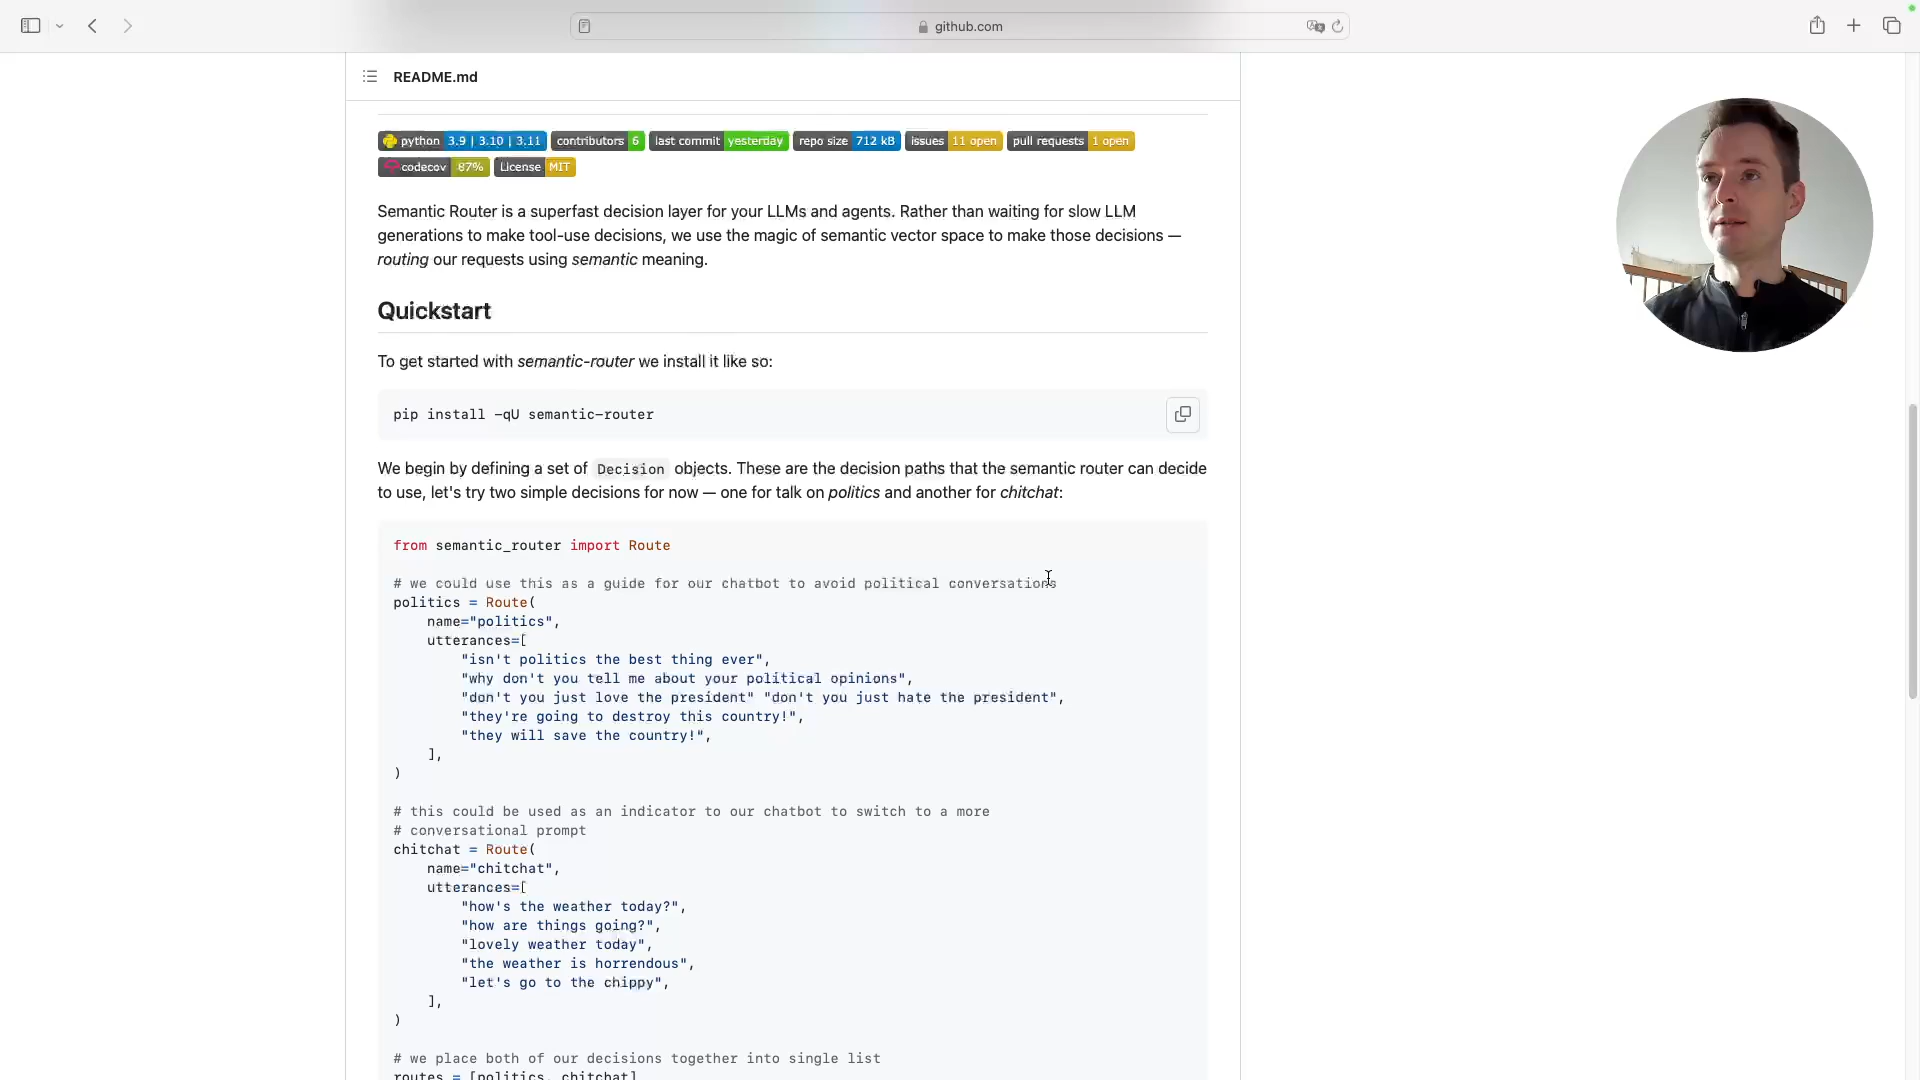 github.com
README.md
python 3.9 | 3.10 | 3.11 contributors 6 last commit yesterday repo size 712 kB issues 11 open pull requests 1 open
codecov 87% License MIT
Semantic Router is a superfast decision layer for your LLMs and agents. Rather than waiting for slow LLM
generations to make tool-use decisions, we use the magic of semantic vector space to make those decisions —
routing our requests using semantic meaning.
Quickstart
To get started with semantic-router we install it like so:
pip install -qU semantic-router
We begin by defining a set of Decision objects. These are the decision paths that the semantic router can decide
to use, let's try two simple decisions for now — one for talk on politics and another for chitchat:
from semantic_router import Route
# we could use this as a guide for our chatbot to avoid political conversations
politics = Route(
    name="politics",
    utterances=[
        "isn't politics the best thing ever",
        "why don't you tell me about your political opinions",
        "don't you just love the president" "don't you just hate the president",
        "they're going to destroy this country!",
        "they will save the country!",
    ],
)
# this could be used as an indicator to our chatbot to switch to a more
# conversational prompt
chitchat = Route(
    name="chitchat",
    utterances=[
        "how's the weather today?",
        "how are things going?",
        "lovely weather today",
        "the weather is horrendous",
        "let's go to the chippy",
    ],
)
# we place both of our decisions together into single list
routes = [politics, chitchat]